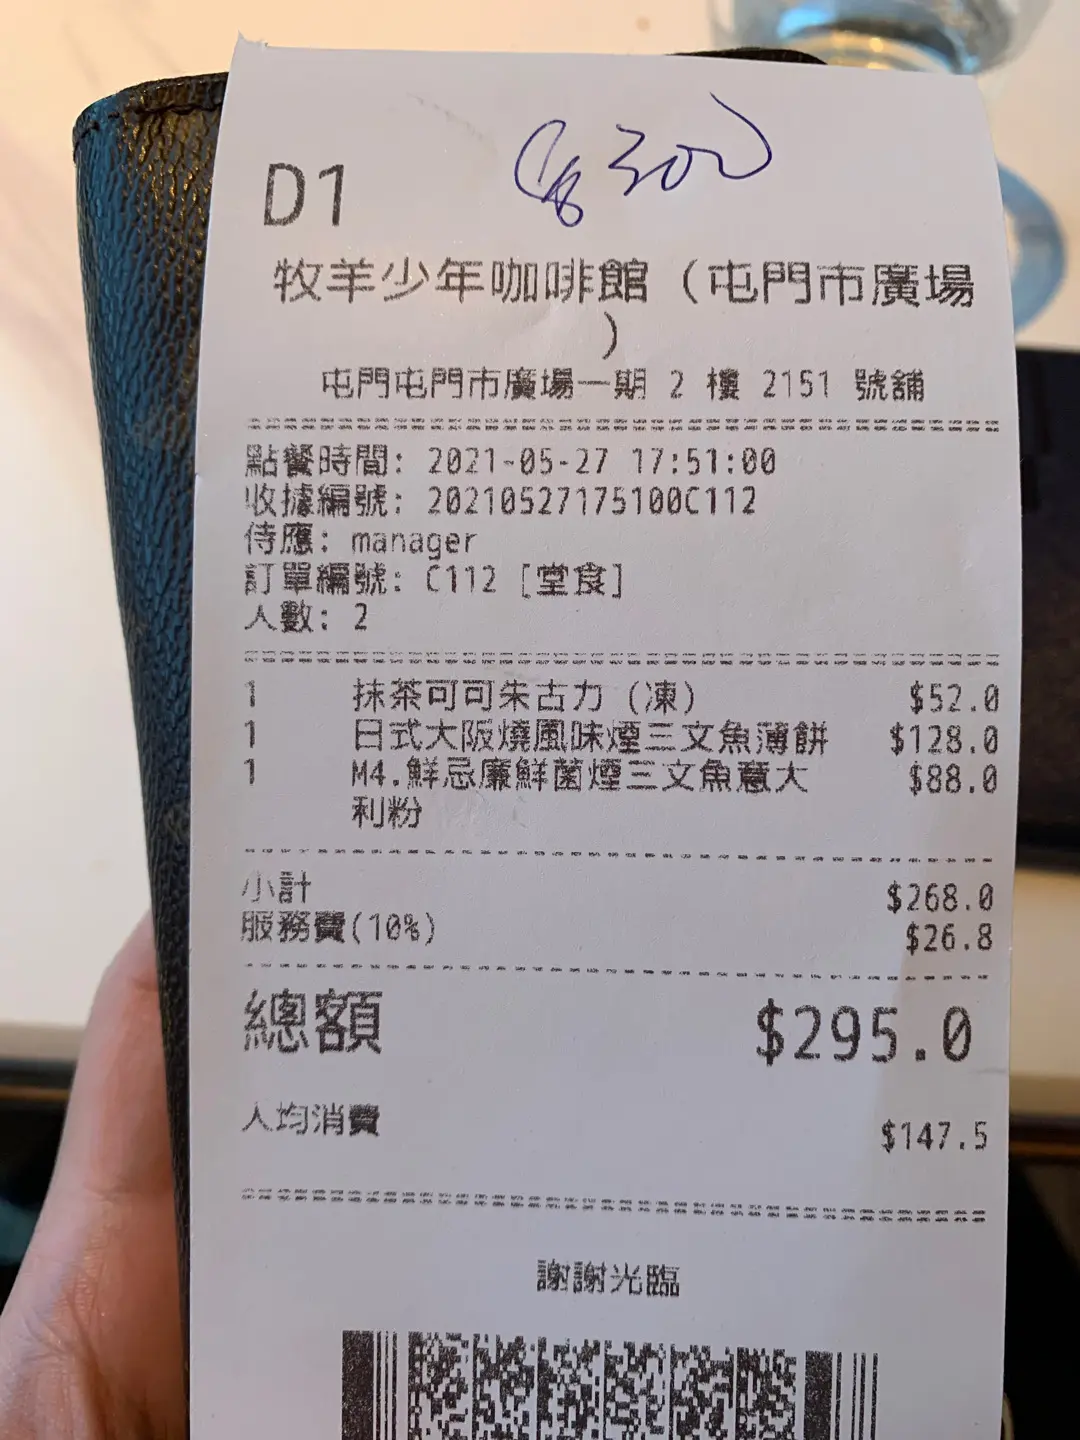 300
D1
牧羊少年咖啡館（屯門市廣場
）
屯門屯門市廣場一期 2 樓 2151 號舖
點餐時間: 2021-05-27 17:51:00
收據編號: 20210527175100C112
侍應: manager
訂單編號: C112 [堂食]
人數: 2
1 抹茶可可朱古力（凍） $52.0
1 日式大阪燒風味煙三文魚薄餅 $128.0
1 M4.鮮忌廉鮮菌煙三文魚意大 $88.0
利粉
小計 $268.0
服務費(10%) $26.8
總額 $295.0
人均消費 $147.5
謝謝光臨